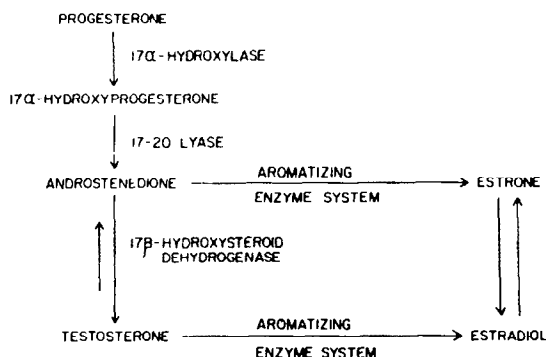 PROGESTERONE
17α-HYDROXYLASE
17α-HYDROXYPROGESTERONE
17-20 LYASE
ANDROSTENEDIONE
AROMATIZING
ENZYME SYSTEM
ESTRONE
17β-HYDROXYSTEROID
DEHYDROGENASE
TESTOSTERONE
AROMATIZING
ENZYME SYSTEM
ESTRADIOL